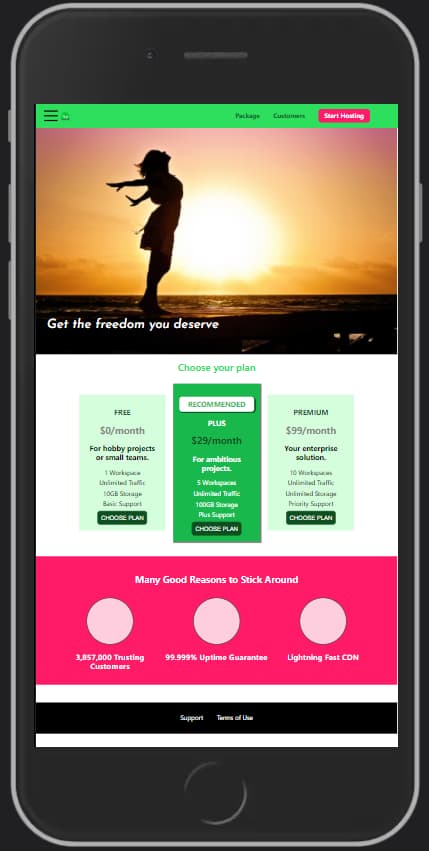 Package Customers Start Hosting
Get the freedom you deserve
Choose your plan
FREE
$0/month
For hobby projects
or small teams.
1 Workspace
Unlimited Traffic
10GB Storage
Basic Support
CHOOSE PLAN
RECOMMENDED
PLUS
$29/month
For ambitious
projects.
5 Workspaces
Unlimited Traffic
100GB Storage
Plus Support
CHOOSE PLAN
PREMIUM
$99/month
Your enterprise
solution.
10 Workspaces
Unlimited Traffic
Unlimited Storage
Priority Support
CHOOSE PLAN
Many Good Reasons to Stick Around
3,857,000 Trusting
Customers
99.999% Uptime Guarantee
Lightning Fast CDN
Support Terms of Use